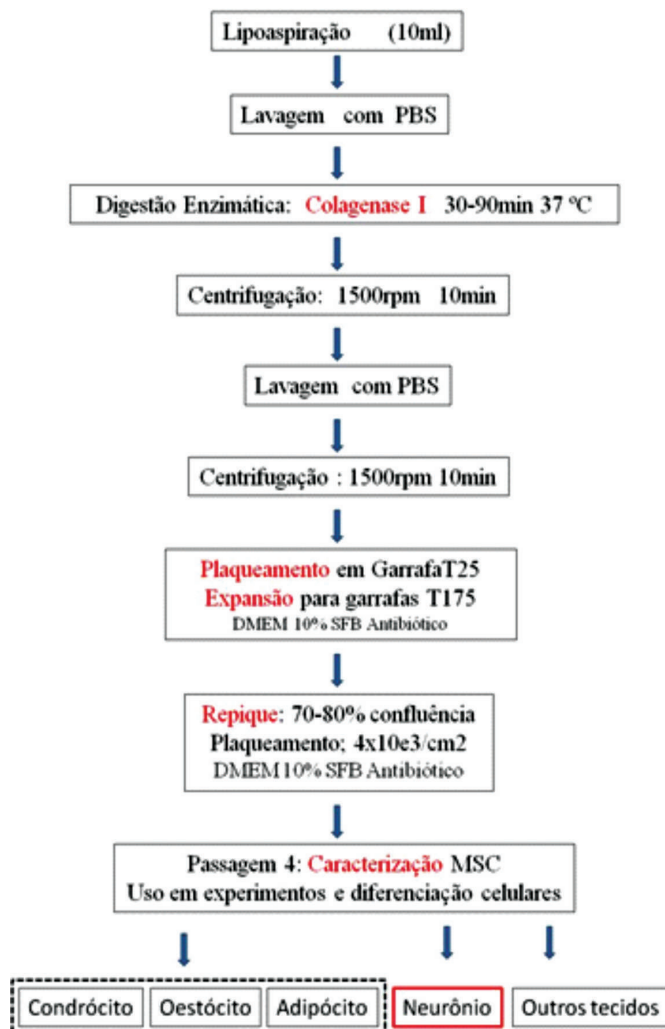 Lipoaspiração (10ml)
Lavagem com PBS
Digestão Enzimática: Colagenase I 30-90min 37 ºC
Centrifugação: 1500rpm 10min
Lavagem com PBS
Centrifugação : 1500rpm 10min
Plaqueamento em GarrafaT25
Expansão para garrafas T175
DMEM 10% SFB Antibiótico
Repique: 70-80% confluência
Plaqueamento; 4x10e3/cm2
DMEM 10% SFB Antibiótico
Passagem 4: Caracterização MSC
Uso em experimentos e diferenciação celulares
Condrócito Oestócito Adipócito Neurônio Outros tecidos